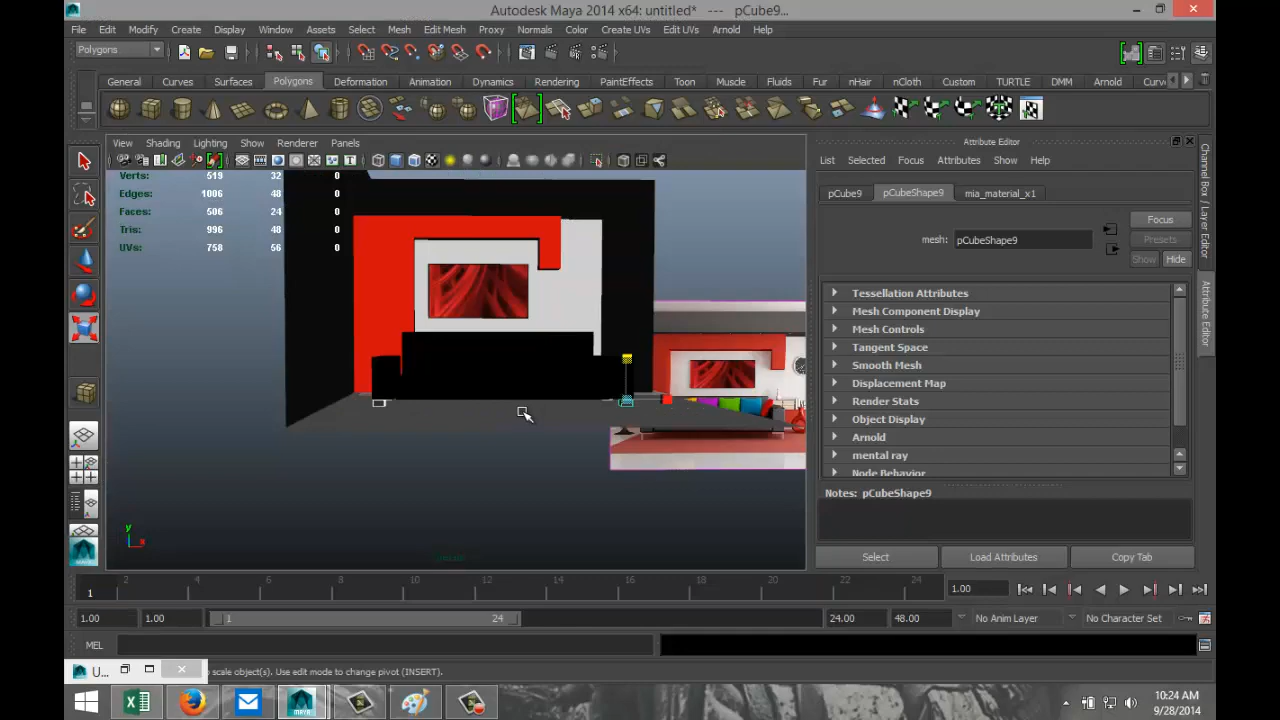 Autodesk Maya 2014 x64: untitled* --- pCube9...
File Edit Modify Create Display Window Assets Select Mesh Edit Mesh Proxy Normals Color Create UVs Edit UVs Arnold Help
Polygons
General Curves Surfaces Polygons Deformation Animation Dynamics Rendering PaintEffects Toon Muscle Fluids Fur nHair nCloth Custom TURTLE DMM Arnold Curv
View Shading Lighting Show Renderer Panels
Attribute Editor
List Selected Focus Attributes Show Help
Verts: 519 32 0
Edges: 1006 48 0
Faces: 506 24 0
Tris: 996 48 0
UVs: 758 56 0
pCube9 pCubeShape9 mia_material_x1
Focus
mesh: pCubeShape9
Presets
Show Hide
Tessellation Attributes
Mesh Component Display
Mesh Controls
Tangent Space
Smooth Mesh
Displacement Map
Render Stats
Object Display
Arnold
mental ray
Node Behavior
Notes: pCubeShape9
Select Load Attributes Copy Tab
Channel Box / Layer Editor
Attribute Editor
y
x
2 4 6 8 10 12 14 16 18 20 22 24
1
1.00
1.00 1.00 1 24 24.00 48.00 No Anim Layer No Character Set
MEL
U... to scale object(s). Use edit mode to change pivot (INSERT).
10:24 AM
9/28/2014